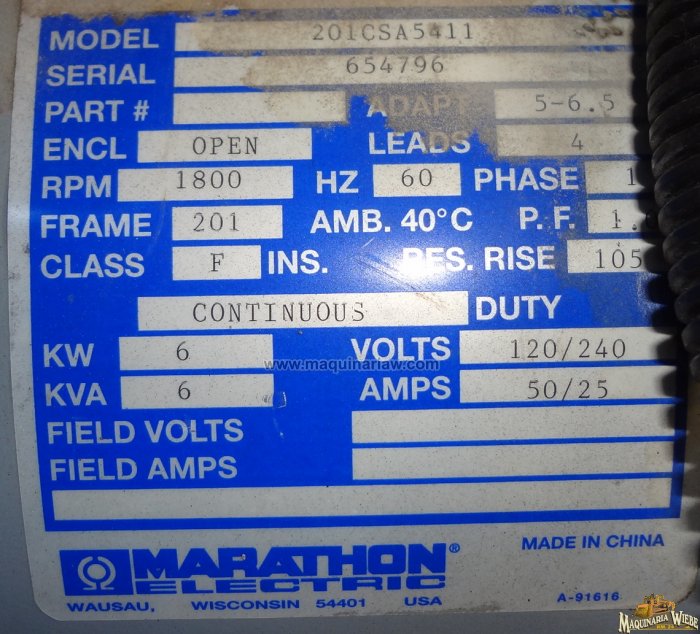 MODEL 201CSA5411
SERIAL 654796
PART # ADAPT 5-6.5
ENCL OPEN LEADS 4
RPM 1800 HZ 60 PHASE 1
FRAME 201 AMB. 40°C P. F. 1.
CLASS F INS. RES. RISE 105
CONTINUOUS DUTY
KW 6 VOLTS 120/240
www.maquinariaw.com
KVA 6 AMPS 50/25
FIELD VOLTS
FIELD AMPS
MARATHON®
ELECTRIC
MADE IN CHINA
WAUSAU, WISCONSIN 54401 USA A-91616
MAQUINARIA WIEBE